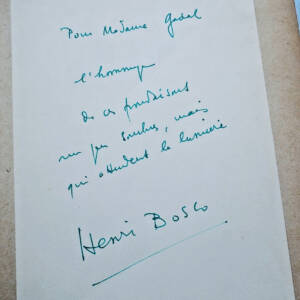 Pour Madame Gadal
l'hommage
de ces frondaisons
un peu sombres, mais
qui attendent la lumière
Henri Bosco